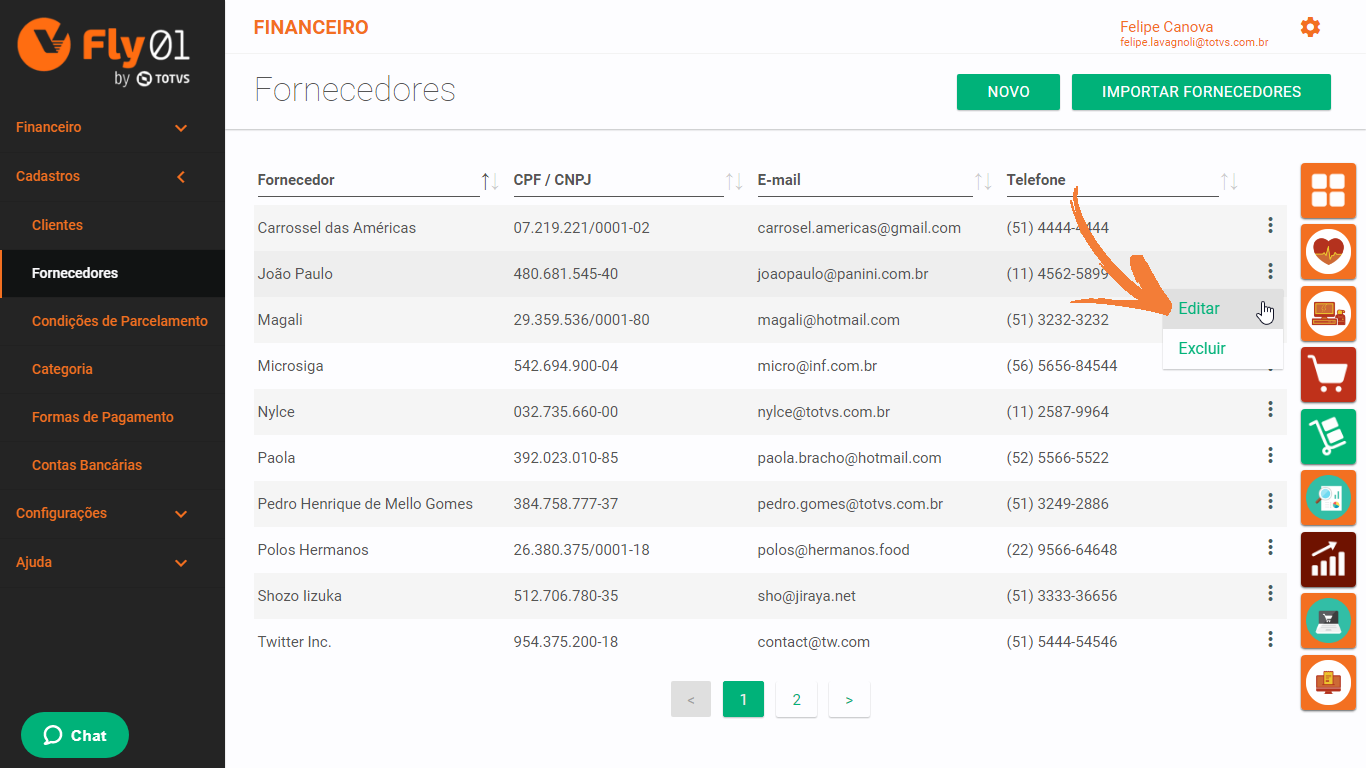 Fly01
by TOTVS
FINANCEIRO
Felipe Canova
felipe.lavagnoli@totvs.com.br
Fornecedores
NOVO
IMPORTAR FORNECEDORES
Financeiro
Cadastros
Clientes
Fornecedores
Condições de Parcelamento
Categoria
Formas de Pagamento
Contas Bancárias
Configurações
Ajuda
Chat
Fornecedor CPF / CNPJ E-mail Telefone
Carrossel das Américas 07.219.221/0001-02 carrosel.americas@gmail.com (51) 4444-4444
João Paulo 480.681.545-40 joaopaulo@panini.com.br (11) 4562-5899
Magali 29.359.536/0001-80 magali@hotmail.com (51) 3232-3232
Editar
Excluir
Microsiga 542.694.900-04 micro@inf.com.br (56) 5656-84544
Nylce 032.735.660-00 nylce@totvs.com.br (11) 2587-9964
Paola 392.023.010-85 paola.bracho@hotmail.com (52) 5566-5522
Pedro Henrique de Mello Gomes 384.758.777-37 pedro.gomes@totvs.com.br (51) 3249-2886
Polos Hermanos 26.380.375/0001-18 polos@hermanos.food (22) 9566-64648
Shozo Iizuka 512.706.780-35 sho@jiraya.net (51) 3333-36656
Twitter Inc. 954.375.200-18 contact@tw.com (51) 5444-54546
< 1 2 >